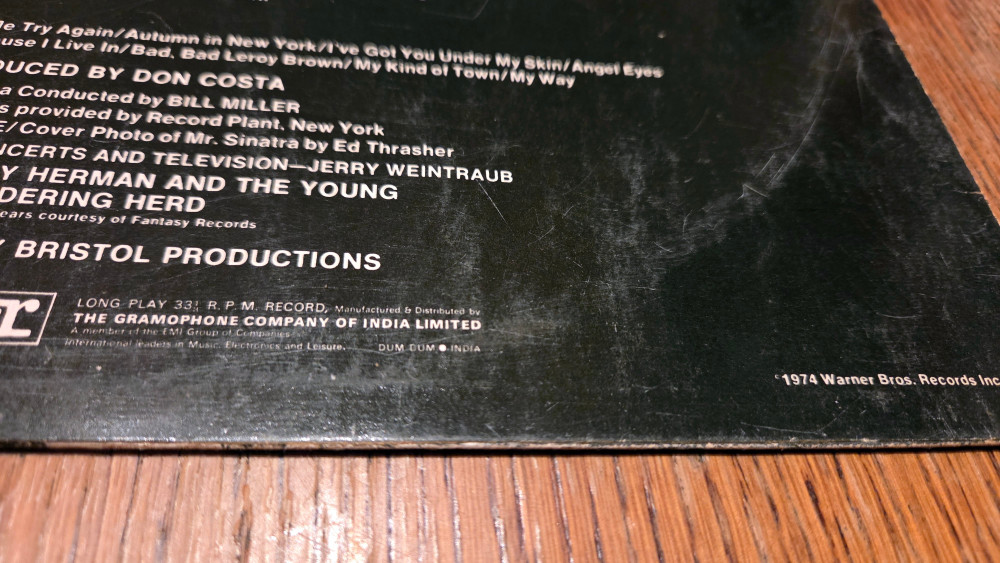 Me Try Again/Autumn in New York/I've Got You Under My Skin/Angel Eyes
use I Live In/Bad, Bad Leroy Brown/My Kind of Town/My Way
DUCED BY DON COSTA
a Conducted by BILL MILLER
s provided by Record Plant, New York
E/Cover Photo of Mr. Sinatra by Ed Thrasher
NCERTS AND TELEVISION—JERRY WEINTRAUB
Y HERMAN AND THE YOUNG
DERING HERD
ears courtesy of Fantasy Records
Y BRISTOL PRODUCTIONS
r
LONG PLAY 33⅓ R.P.M. RECORD, Manufactured & Distributed by
THE GRAMOPHONE COMPANY OF INDIA LIMITED
A member of the EMI Group of Companies
International leaders in Music, Electronics and Leisure. DUM DUM ● INDIA
©1974 Warner Bros. Records Inc.